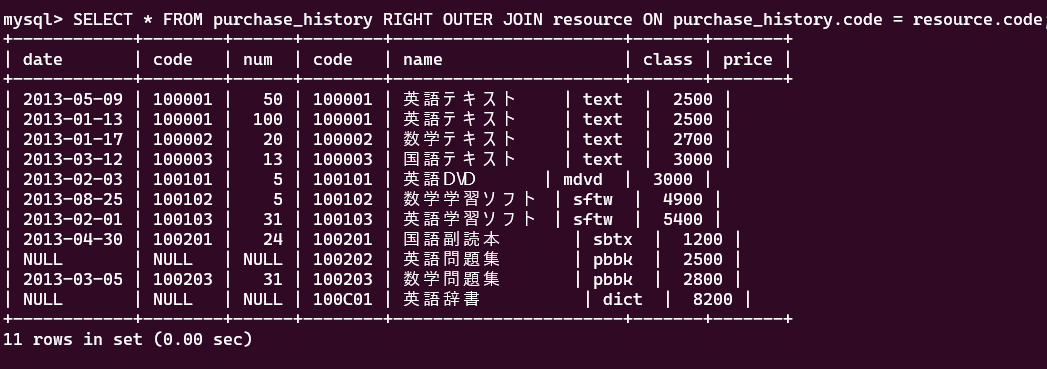 mysql> SELECT * FROM purchase_history RIGHT OUTER JOIN resource ON purchase_history.code = resource.code;
+------------+--------+------+--------+-----------------------+-------+-------+
| date       | code   | num  | code   | name                  | class | price |
+------------+--------+------+--------+-----------------------+-------+-------+
| 2013-05-09 | 100001 |   50 | 100001 | 英語テキスト     | text  |  2500 |
| 2013-01-13 | 100001 |  100 | 100001 | 英語テキスト     | text  |  2500 |
| 2013-01-17 | 100002 |   20 | 100002 | 数学テキスト     | text  |  2700 |
| 2013-03-12 | 100003 |   13 | 100003 | 国語テキスト     | text  |  3000 |
| 2013-02-03 | 100101 |    5 | 100101 | 英語DVD       | mdvd  |  3000 |
| 2013-08-25 | 100102 |    5 | 100102 | 数学学習ソフト  | sftw  |  4900 |
| 2013-02-01 | 100103 |   31 | 100103 | 英語学習ソフト  | sftw  |  5400 |
| 2013-04-30 | 100201 |   24 | 100201 | 国語副読本        | sbtx  |  1200 |
| NULL       | NULL   | NULL | 100202 | 英語問題集        | pbbk  |  2500 |
| 2013-03-05 | 100203 |   31 | 100203 | 数学問題集        | pbbk  |  2800 |
| NULL       | NULL   | NULL | 100C01 | 英語辞書           | dict  |  8200 |
+------------+--------+------+--------+-----------------------+-------+-------+
11 rows in set (0.00 sec)